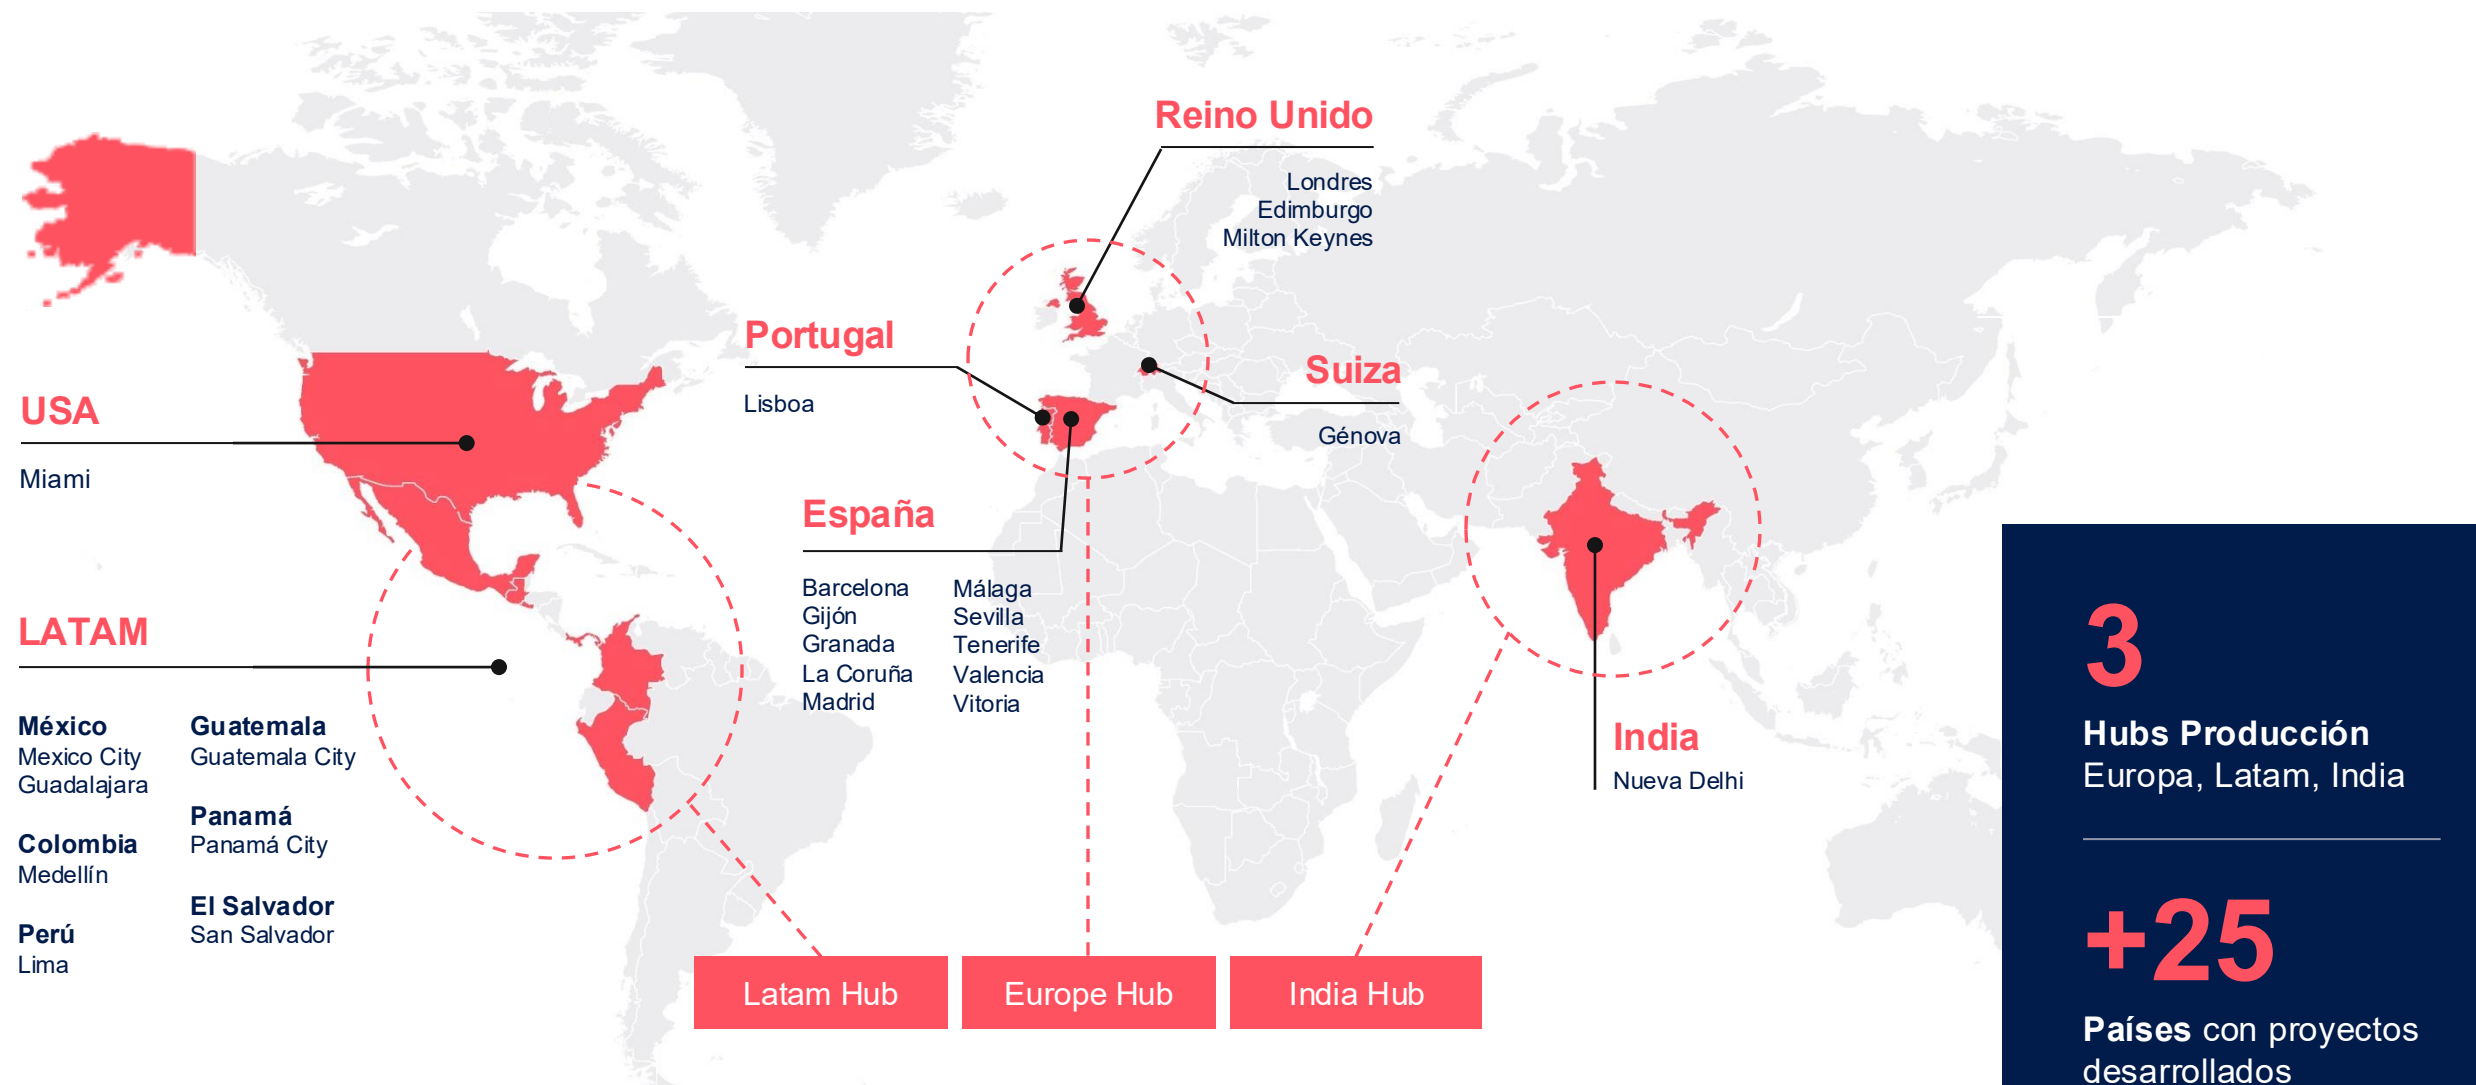 Reino Unido
Londres
Edimburgo
Milton Keynes
Portugal
Lisboa
Suiza
Génova
USA
Miami
España
Barcelona
Gijón
Granada
La Coruña
Madrid
Málaga
Sevilla
Tenerife
Valencia
Vitoria
LATAM
México
Mexico City
Guadalajara
Colombia
Medellín
Perú
Lima
Guatemala
Guatemala City
Panamá
Panamá City
El Salvador
San Salvador
India
Nueva Delhi
Latam Hub
Europe Hub
India Hub
3
Hubs Producción
Europa, Latam, India
+25
Países con proyectos
desarrollados